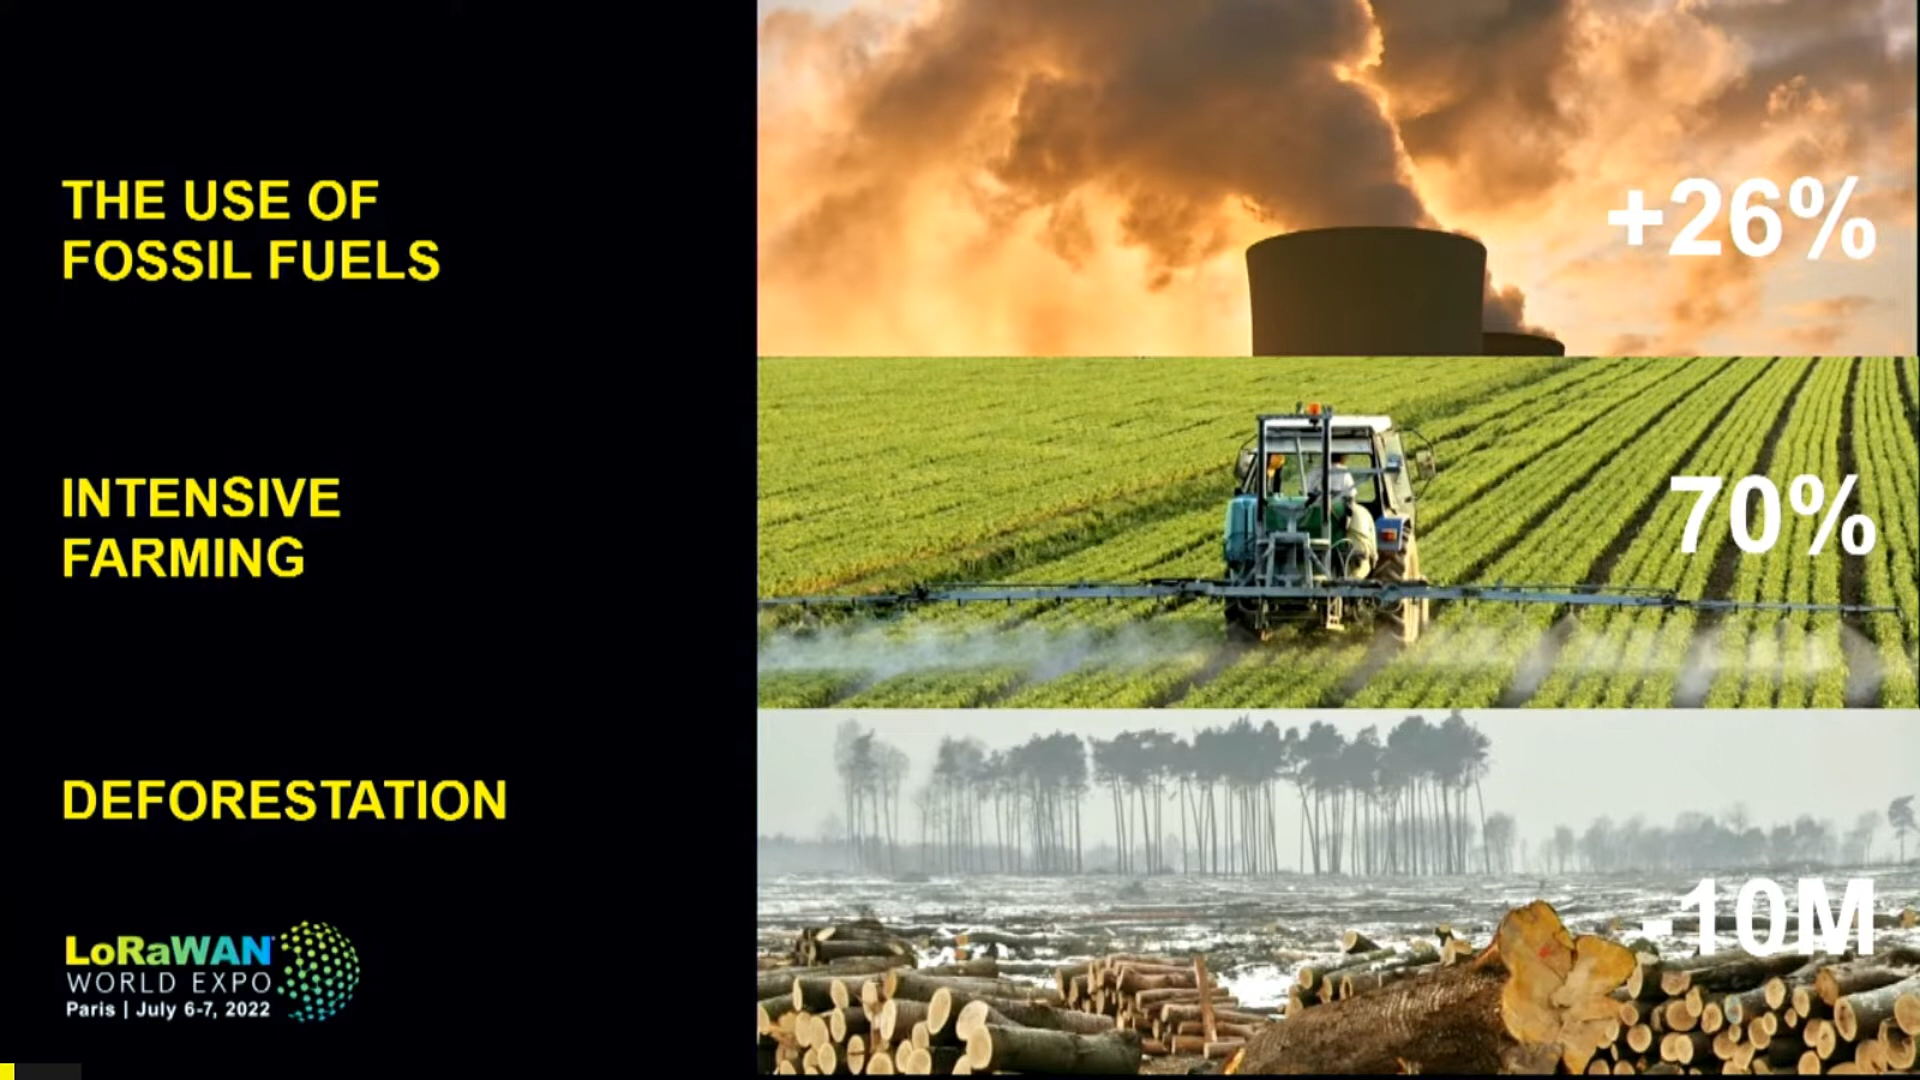 THE USE OF
FOSSIL FUELS
+26%
INTENSIVE
FARMING
70%
DEFORESTATION
-10M
LoRaWAN
WORLD EXPO
Paris | July 6-7, 2022